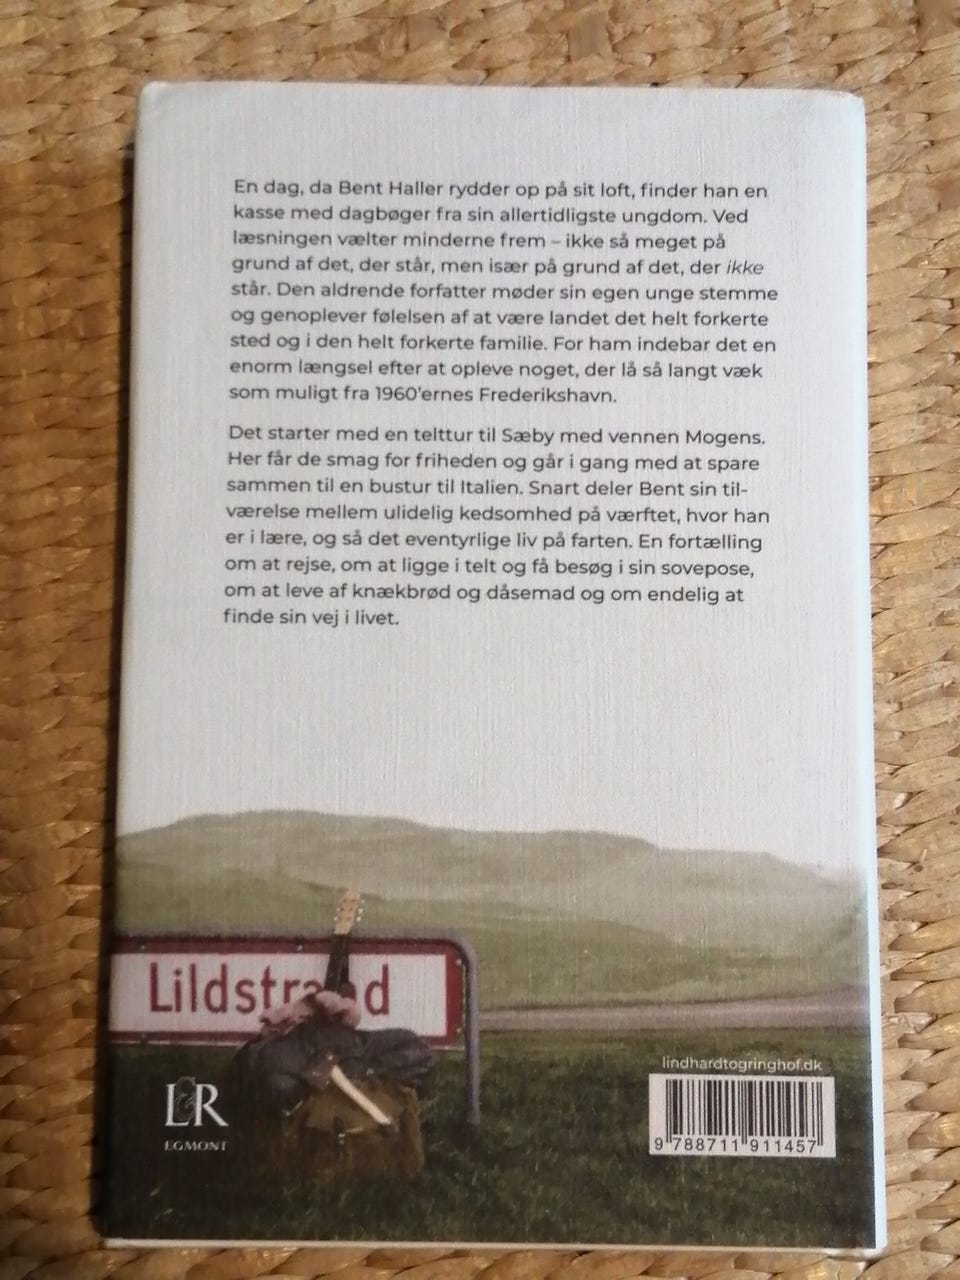 En dag, da Bent Haller rydder op på sit loft, finder han en
kasse med dagbøger fra sin allertidligste ungdom. Ved
læsningen vælter minderne frem – ikke så meget på
grund af det, der står, men især på grund af det, der ikke
står. Den aldrende forfatter møder sin egen unge stemme
og genoplever følelsen af at være landet det helt forkerte
sted og i den helt forkerte familie. For ham indebar det en
enorm længsel efter at opleve noget, der lå så langt væk
som muligt fra 1960'ernes Frederikshavn.
Det starter med en telttur til Sæby med vennen Mogens.
Her får de smag for friheden og går i gang med at spare
sammen til en bustur til Italien. Snart deler Bent sin til-
værelse mellem ulidelig kedsomhed på værftet, hvor han
er i lære, og så det eventyrlige liv på farten. En fortælling
om at rejse, om at ligge i telt og få besøg i sin sovepose,
om at leve af knækbrød og dåsemad og om endelig at
finde sin vej i livet.
Lildstrand
lindhardtogringhof.dk
L&R
EGMONT
9 788711 911457